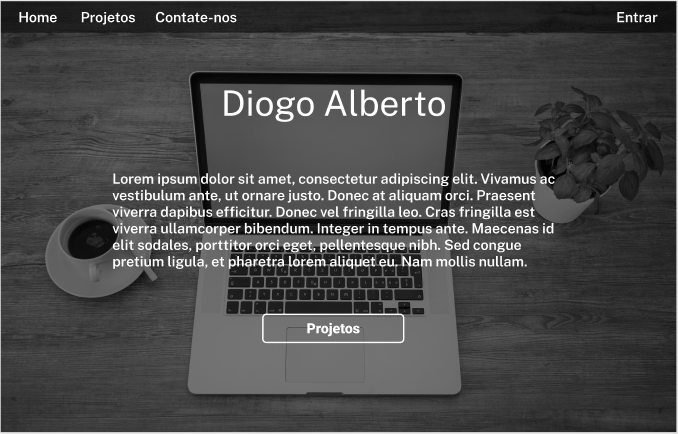 Home Projetos Contate-nos Entrar
Diogo Alberto
Lorem ipsum dolor sit amet, consectetur adipiscing elit. Vivamus ac
vestibulum ante, ut ornare justo. Donec at aliquam orci. Praesent
viverra dapibus efficitur. Donec vel fringilla leo. Cras fringilla est
viverra ullamcorper bibendum. Integer in tempus ante. Maecenas id
elit sodales, porttitor orci eget, pellentesque nibh. Sed congue
pretium ligula, et pharetra lorem aliquet eu. Nam mollis nullam.
Projetos